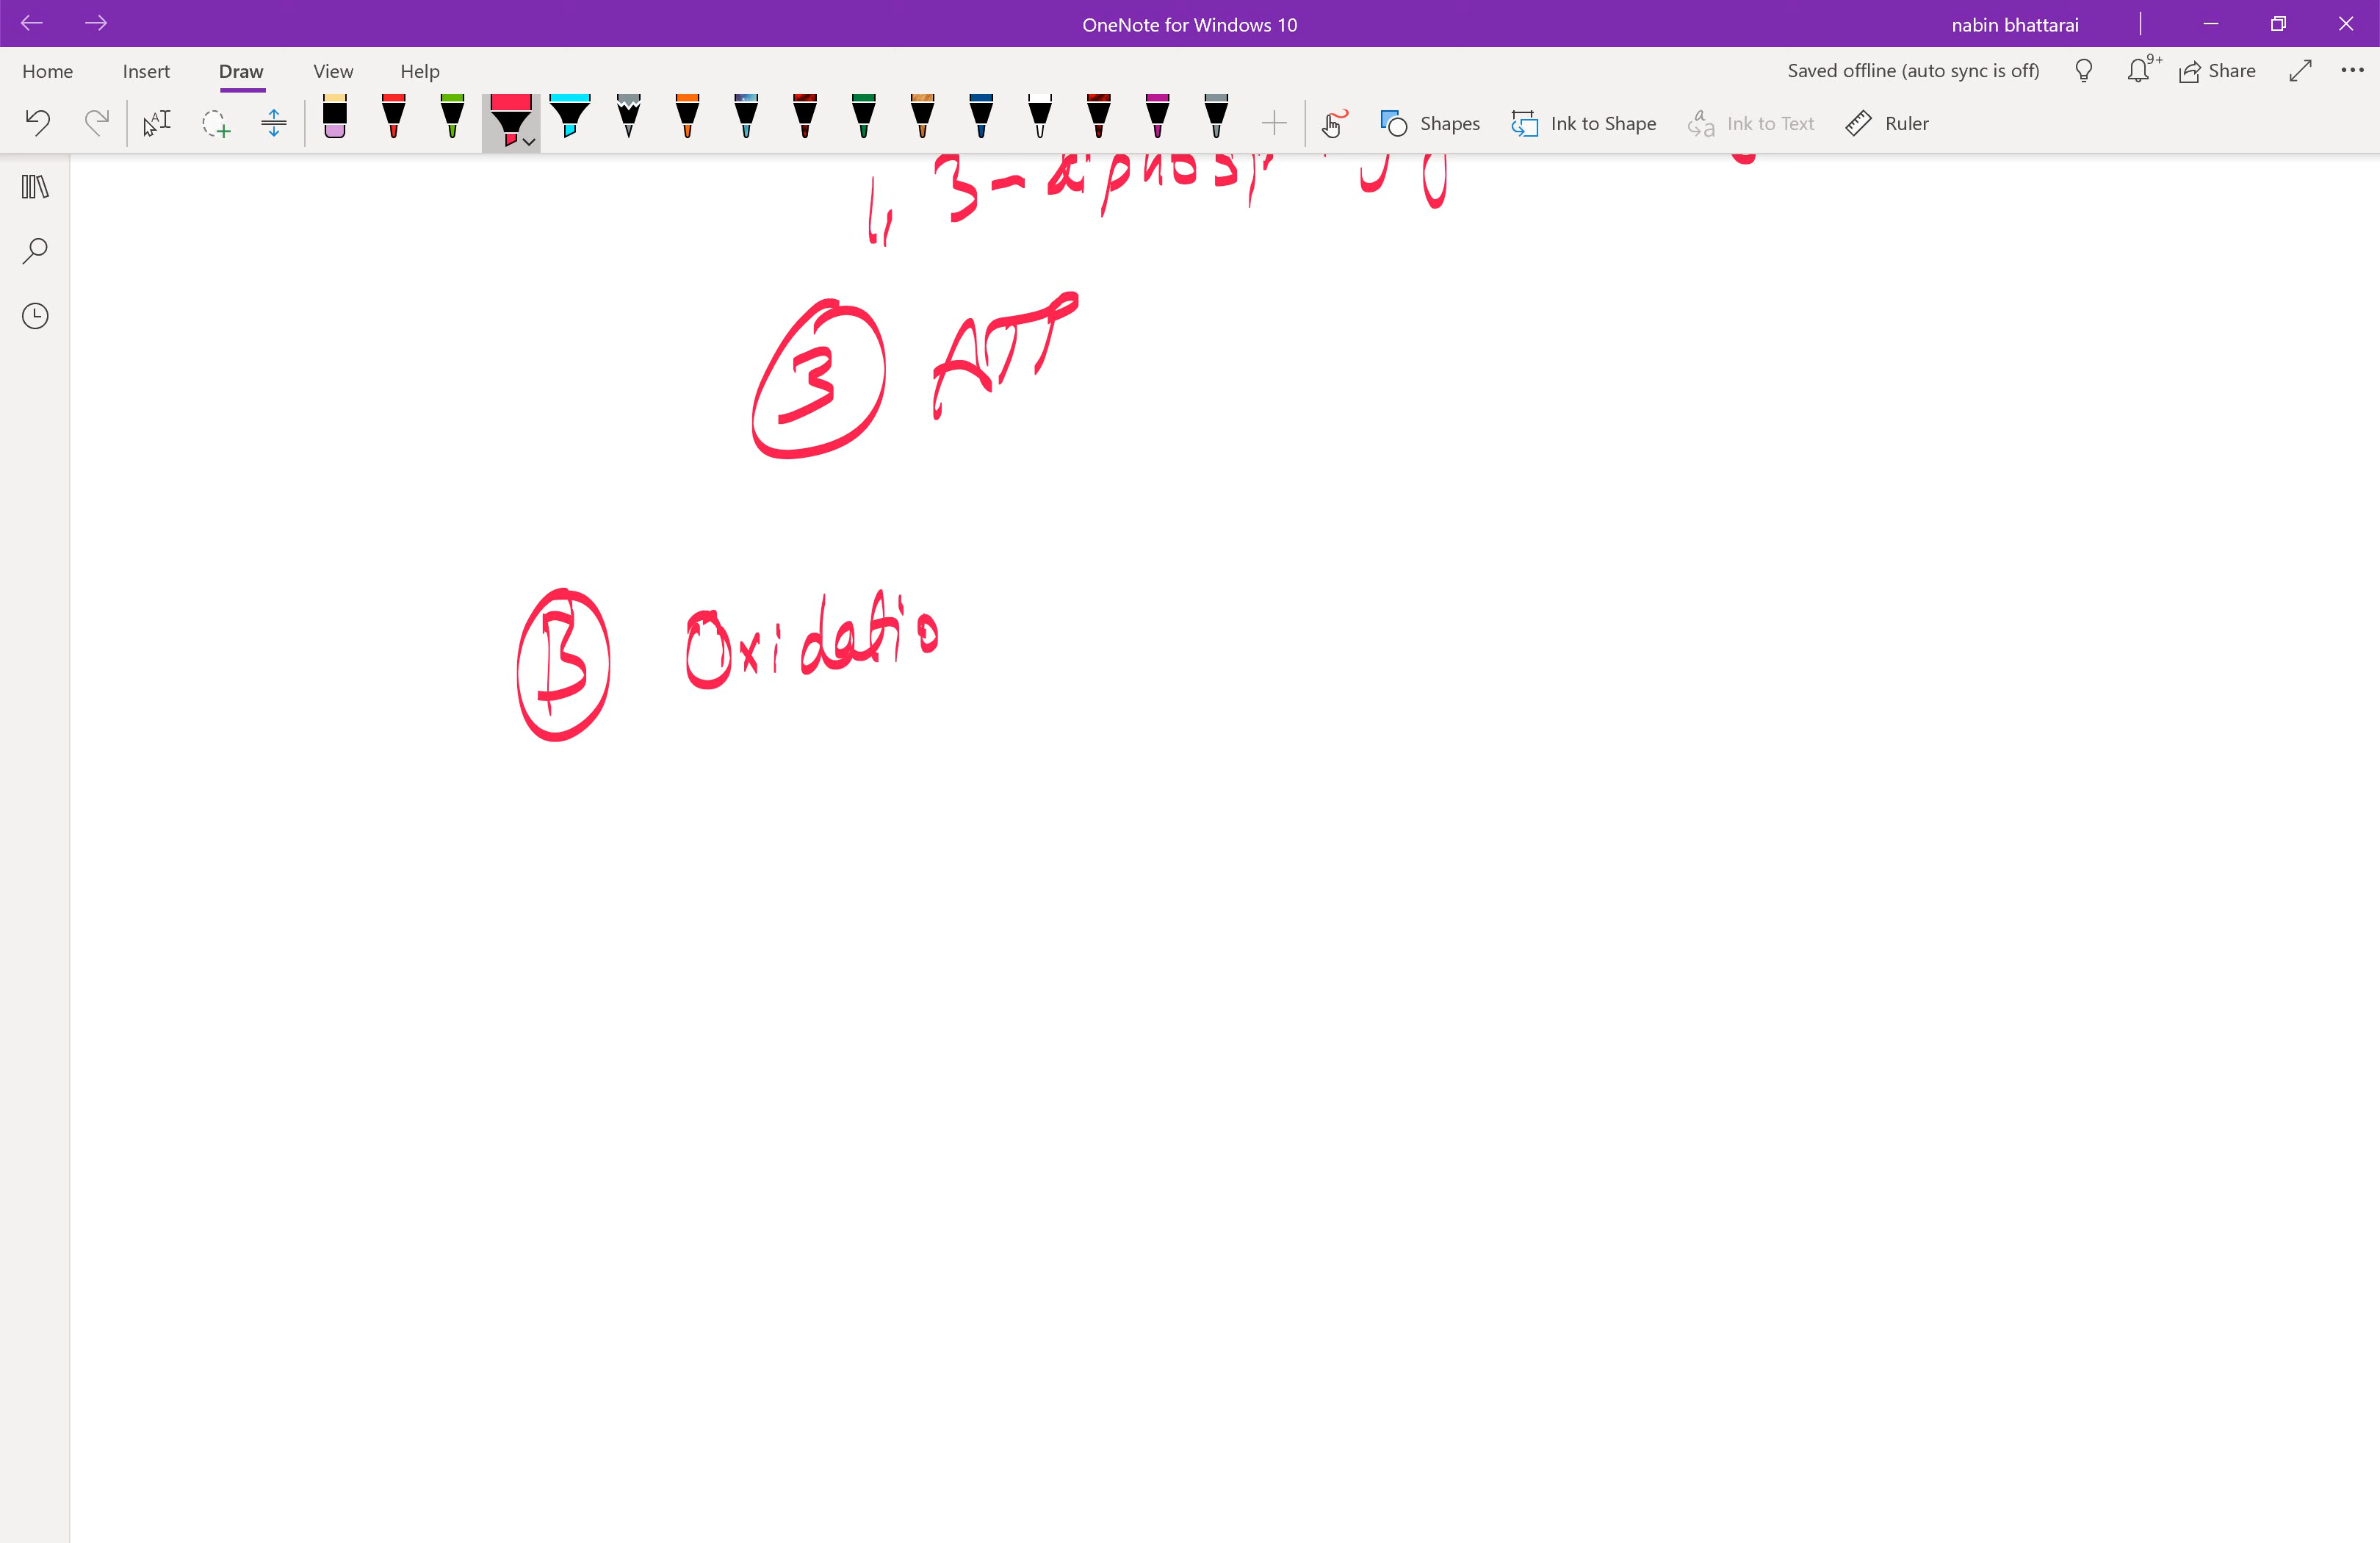 OneNote for Windows 10 nabin bhattarai
Home Insert Draw View Help Saved offline (auto sync is off) 9+ Share
Shapes Ink to Shape Ink to Text Ruler
1, 3-
3 ATP
B Oxidatio